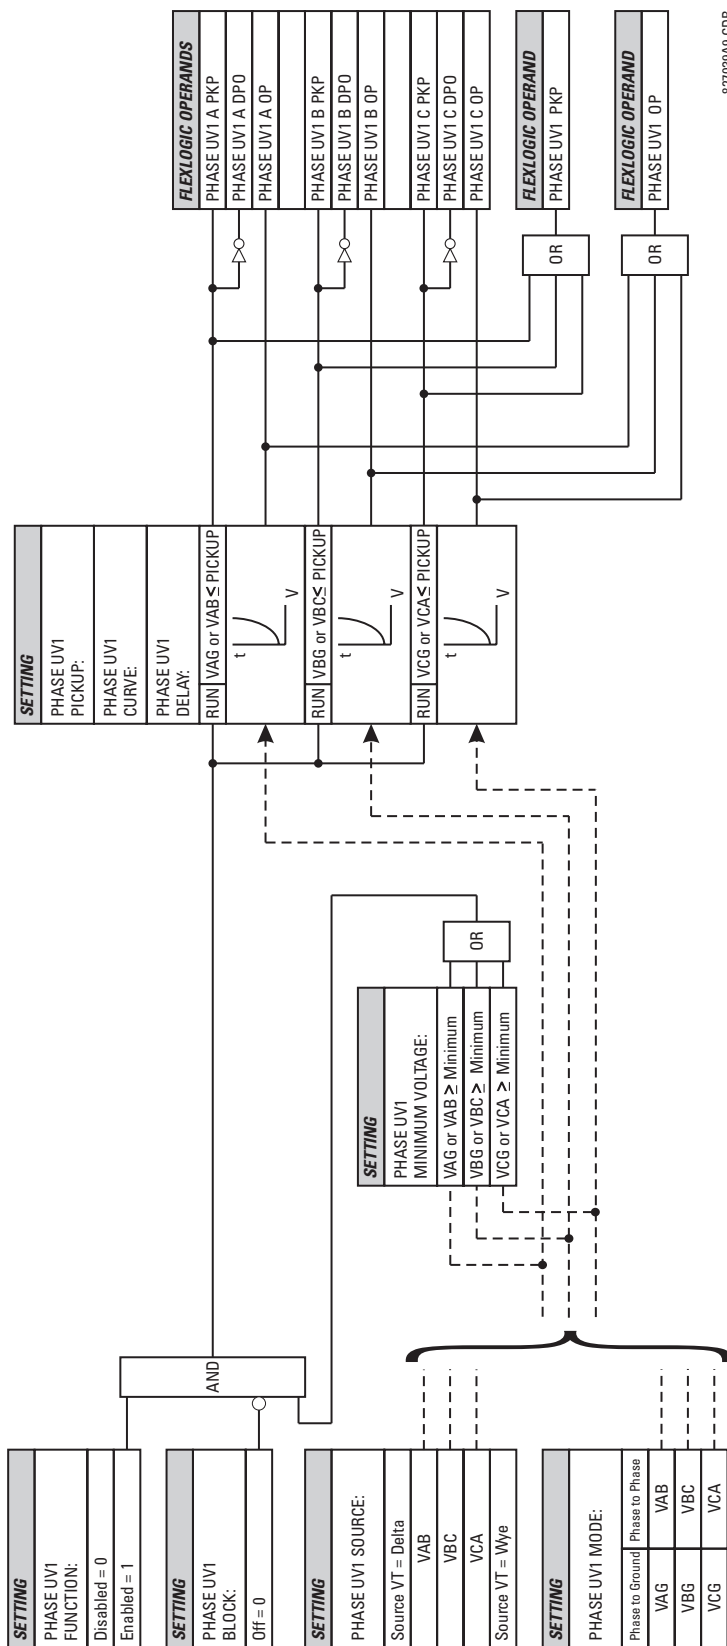 SETTING
PHASE UV1
FUNCTION:
Disabled = 0
Enabled = 1
SETTING
PHASE UV1
BLOCK:
Off = 0
SETTING
PHASE UV1 SOURCE:
Source VT = Delta
VAB
VBC
VCA
Source VT = Wye
SETTING
PHASE UV1 MODE:
Phase to Ground Phase to Phase
VAG VAB
VBG VBC
VCG VCA
AND
SETTING
PHASE UV1
MINIMUM VOLTAGE:
VAG or VAB ≥ Minimum
VBG or VBC ≥ Minimum
VCG or VCA ≥ Minimum
OR
SETTING
PHASE UV1
PICKUP:
PHASE UV1
CURVE:
PHASE UV1
DELAY:
RUN VAG or VAB ≤ PICKUP
t
V
RUN VBG or VBC ≤ PICKUP
t
V
RUN VCG or VCA ≤ PICKUP
t
V
FLEXLOGIC OPERANDS
PHASE UV1 A PKP
PHASE UV1 A DPO
PHASE UV1 A OP
PHASE UV1 B PKP
PHASE UV1 B DPO
PHASE UV1 B OP
PHASE UV1 C PKP
PHASE UV1 C DPO
PHASE UV1 C OP
OR
FLEXLOGIC OPERAND
PHASE UV1 PKP
OR
FLEXLOGIC OPERAND
PHASE UV1 OP